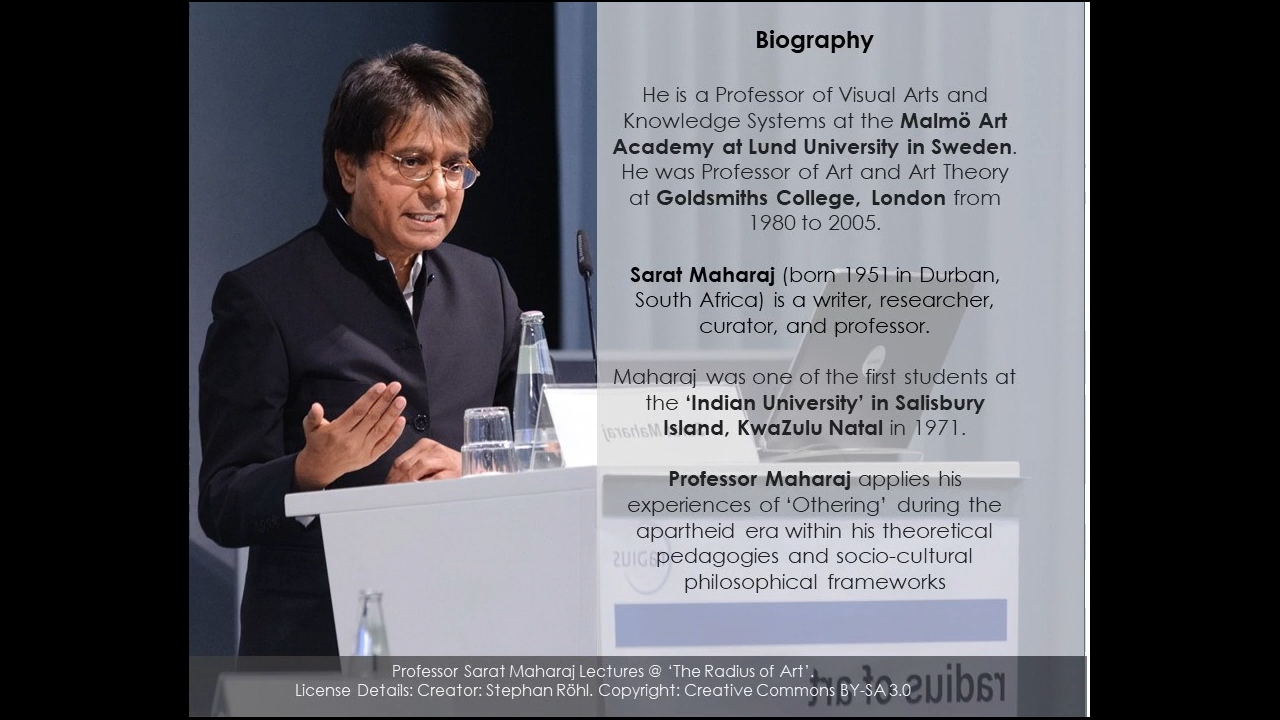 Biography
He is a Professor of Visual Arts and
Knowledge Systems at the Malmö Art
Academy at Lund University in Sweden.
He was Professor of Art and Art Theory
at Goldsmiths College, London from
1980 to 2005.
Sarat Maharaj (born 1951 in Durban,
South Africa) is a writer, researcher,
curator, and professor.
Maharaj was one of the first students at
the ‘Indian University’ in Salisbury
Island, KwaZulu Natal in 1971.
Professor Maharaj applies his
experiences of ‘Othering’ during the
apartheid era within his theoretical
pedagogies and socio-cultural
philosophical frameworks
Maharaj
radius
radius of art
Professor Sarat Maharaj Lectures @ ‘The Radius of Art’.
License Details: Creator: Stephan Röhl. Copyright: Creative Commons BY-SA 3.0